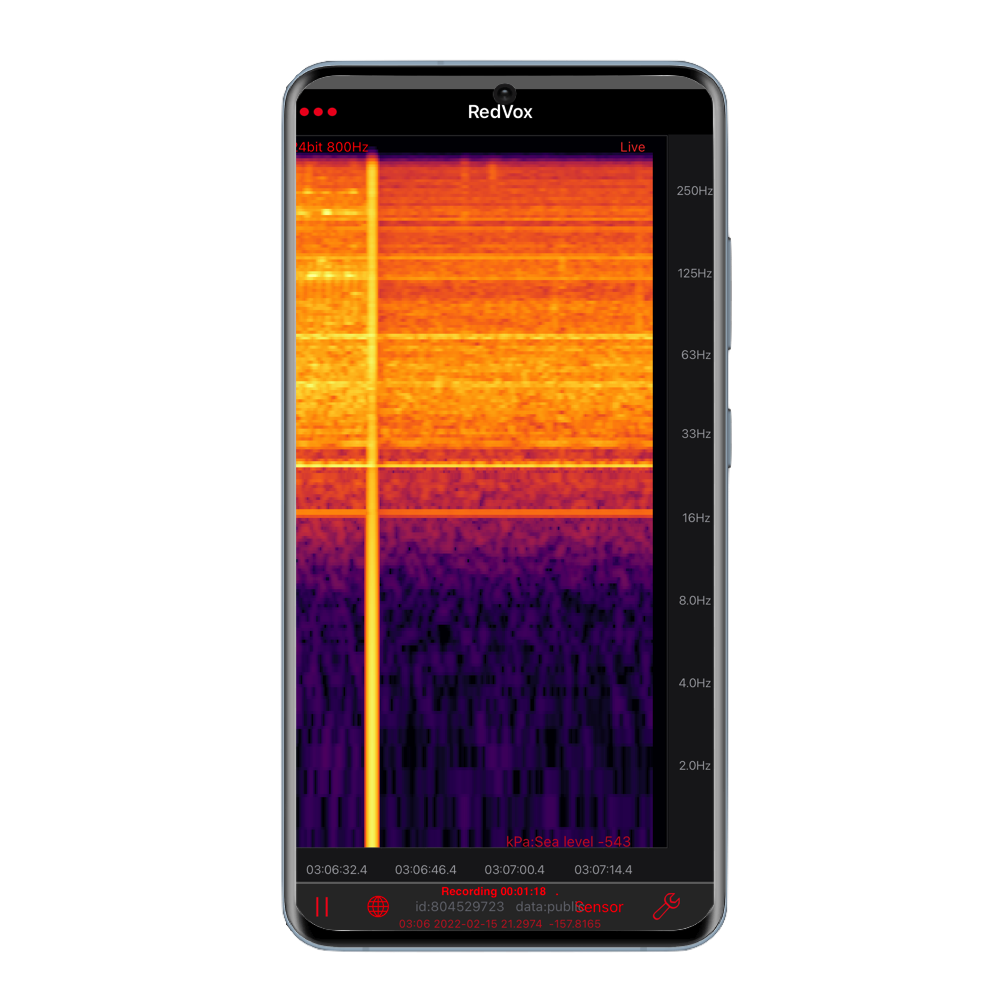 RedVox
24bit 800Hz Live
250Hz
125Hz
63Hz
33Hz
16Hz
8.0Hz
4.0Hz
2.0Hz
kPa:Sea level -543
03:06:32.4 03:06:46.4 03:07:00.4 03:07:14.4
Recording 00:01:18 .
id:804529723 data:public Sensor
03:06 2022-02-15 21.2974 -157.8165